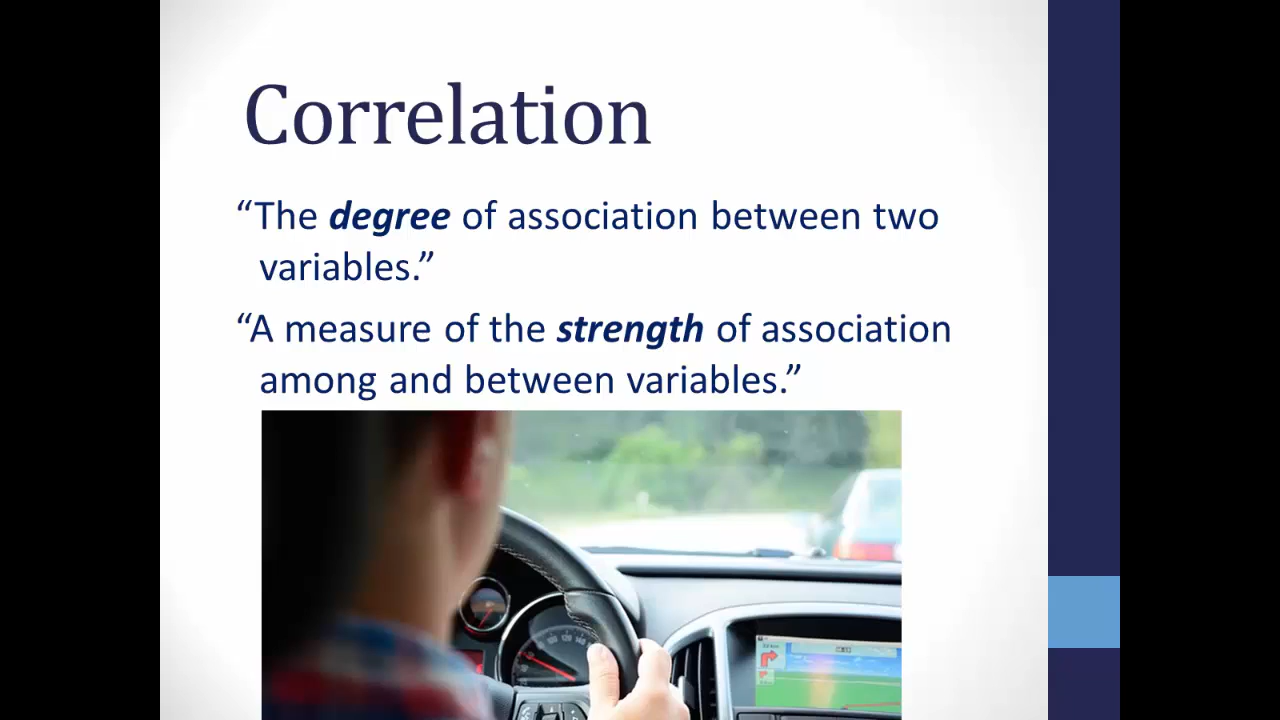 Correlation
“The degree of association between two
variables.”
“A measure of the strength of association
among and between variables.”